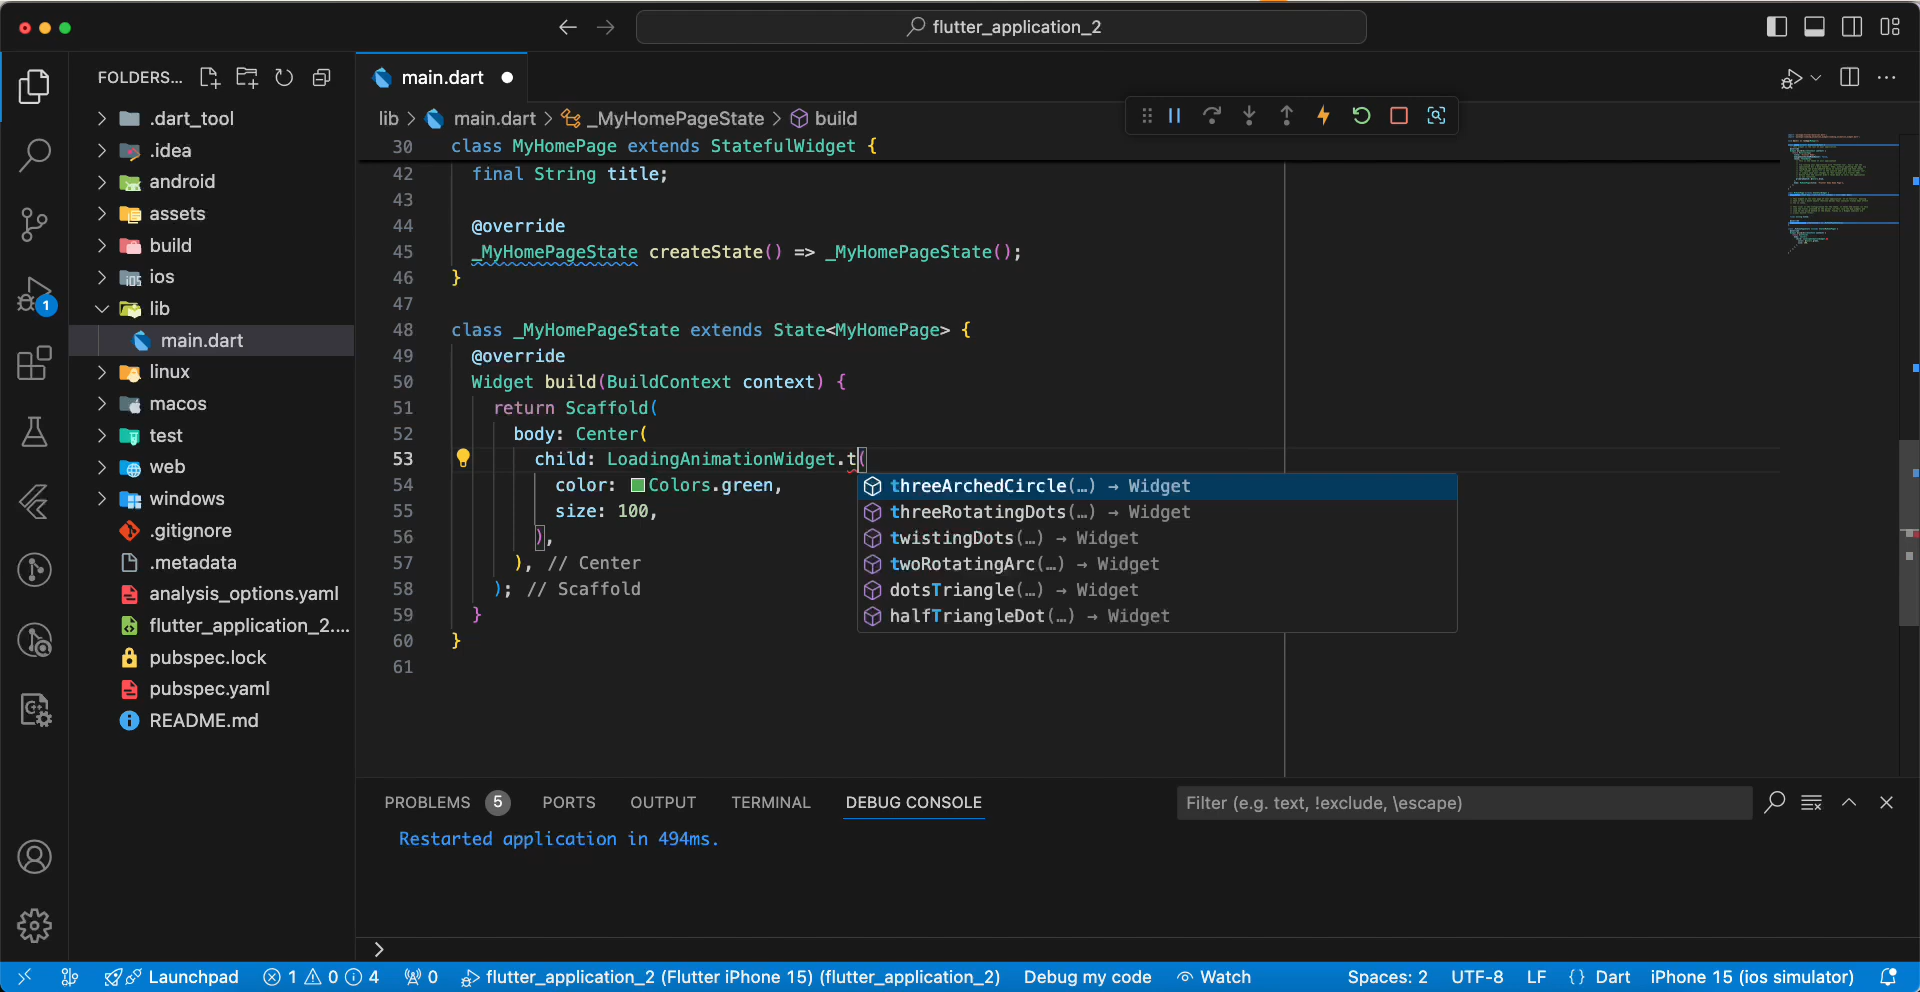 flutter_application_2
FOLDERS...
main.dart
lib > main.dart > _MyHomePageState > build
.dart_tool
.idea
android
assets
build
ios
lib
main.dart
linux
macos
test
web
windows
.gitignore
.metadata
analysis_options.yaml
flutter_application_2....
pubspec.lock
pubspec.yaml
README.md
30 class MyHomePage extends StatefulWidget {
42 final String title;
43
44 @override
45 _MyHomePageState createState() => _MyHomePageState();
46 }
47
48 class _MyHomePageState extends State<MyHomePage> {
49 @override
50 Widget build(BuildContext context) {
51 return Scaffold(
52 body: Center(
53 child: LoadingAnimationWidget.t(
54 color: Colors.green,
55 size: 100,
56 ),
57 ), // Center
58 ); // Scaffold
59 }
60 }
61
threeArchedCircle(…) → Widget
threeRotatingDots(…) → Widget
twistingDots(…) → Widget
twoRotatingArc(…) → Widget
dotsTriangle(…) → Widget
halfTriangleDot(…) → Widget
1
PROBLEMS 5 PORTS OUTPUT TERMINAL DEBUG CONSOLE Filter (e.g. text, !exclude, \escape)
Restarted application in 494ms.
>
Launchpad 1 0 4 0 flutter_application_2 (Flutter iPhone 15) (flutter_application_2) Debug my code Watch Spaces: 2 UTF-8 LF {} Dart iPhone 15 (ios simulator)